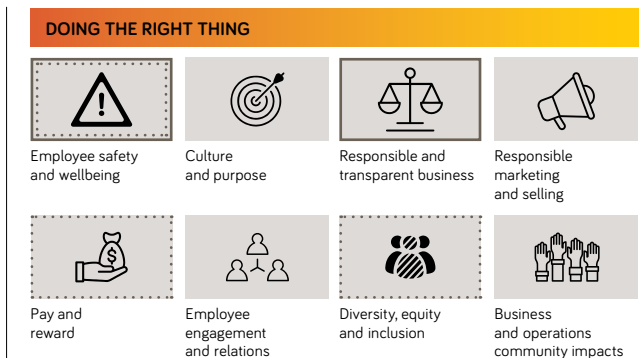 DOING THE RIGHT THING
Employee safety
and wellbeing
Culture
and purpose
Responsible and
transparent business
Responsible
marketing
and selling
$
Pay and
reward
Employee
engagement
and relations
Diversity, equity
and inclusion
Business
and operations
community impacts